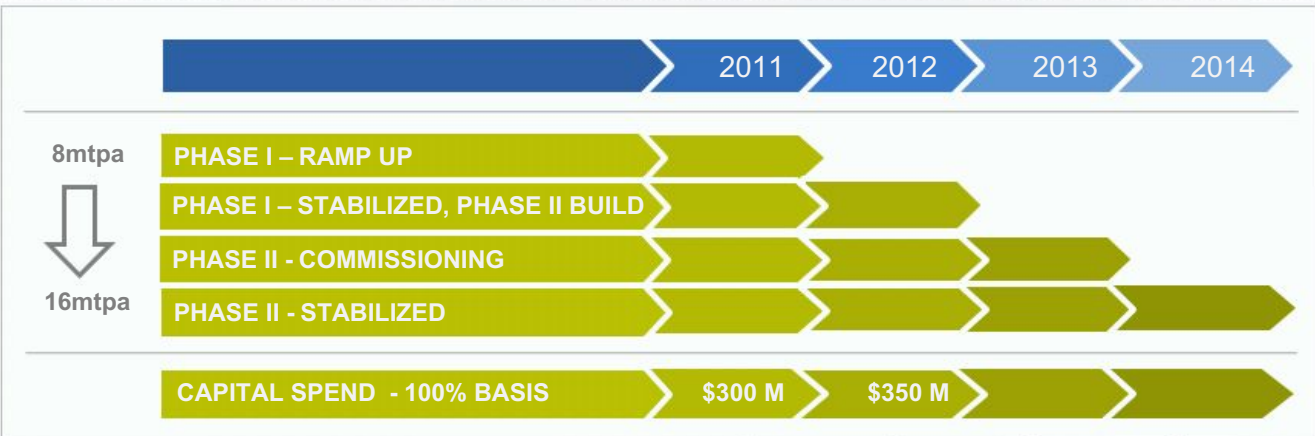 2011 2012 2013 2014
8mtpa
PHASE I – RAMP UP
PHASE I – STABILIZED, PHASE II BUILD
PHASE II - COMMISSIONING
16mtpa
PHASE II - STABILIZED
CAPITAL SPEND - 100% BASIS $300 M $350 M